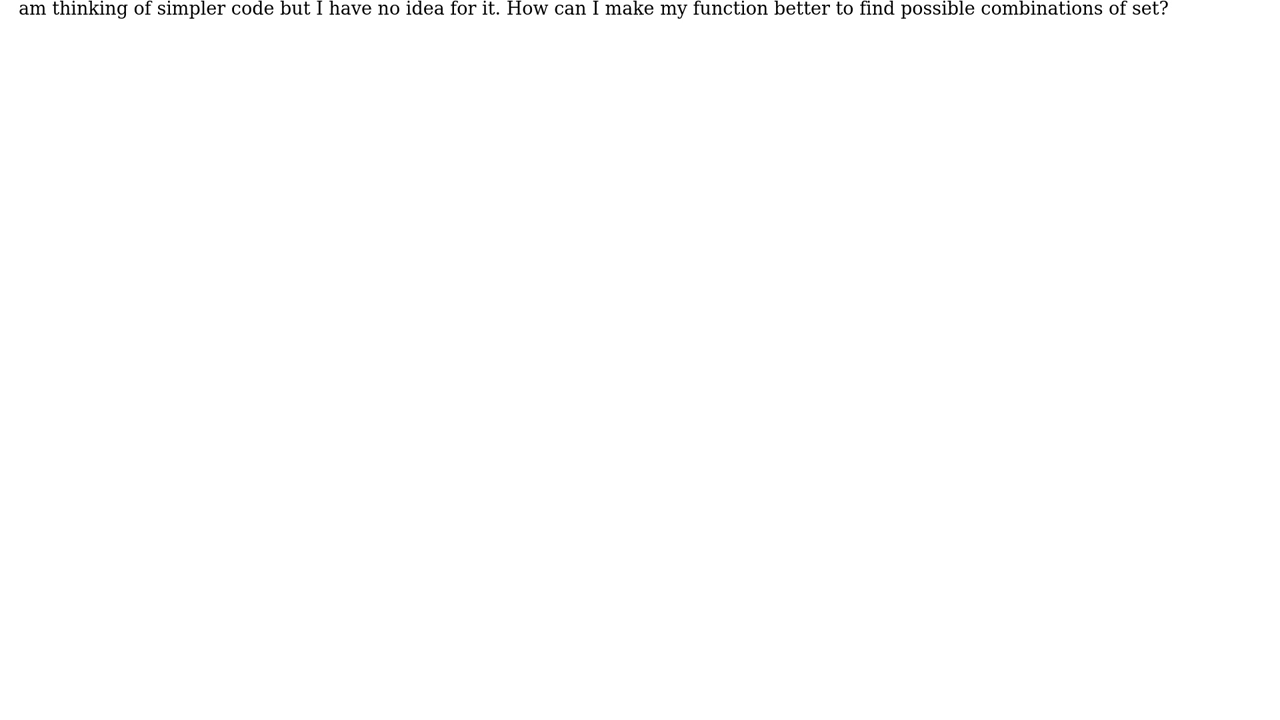 am thinking of simpler code but I have no idea for it. How can I make my function better to find possible combinations of set?